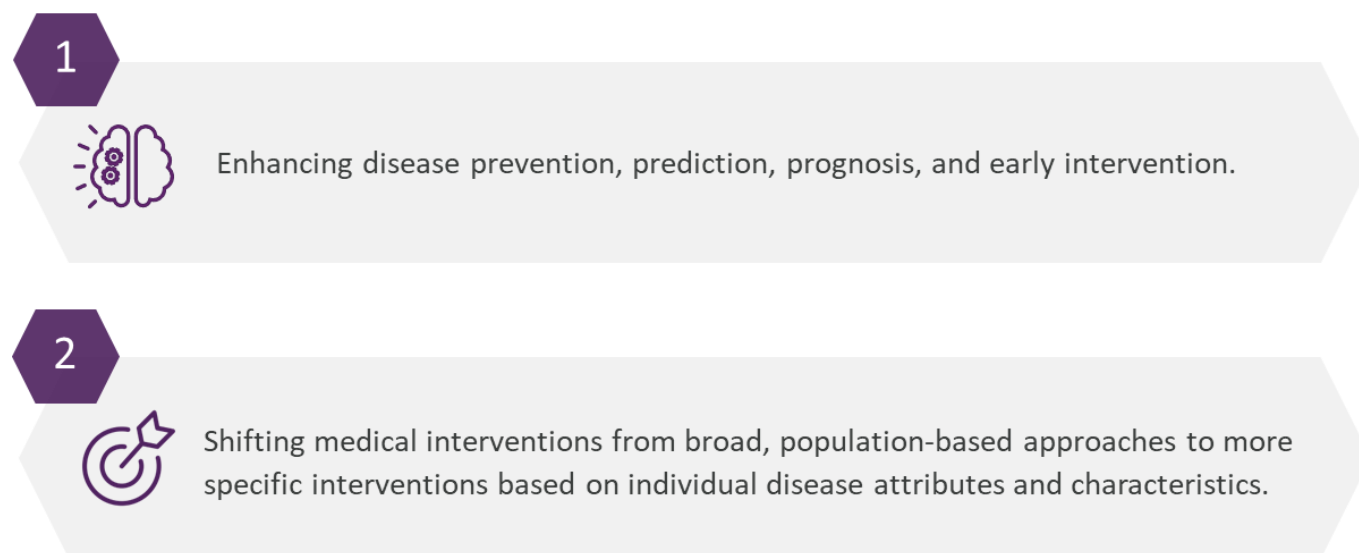 1
Enhancing disease prevention, prediction, prognosis, and early intervention.
2
Shifting medical interventions from broad, population-based approaches to more
specific interventions based on individual disease attributes and characteristics.